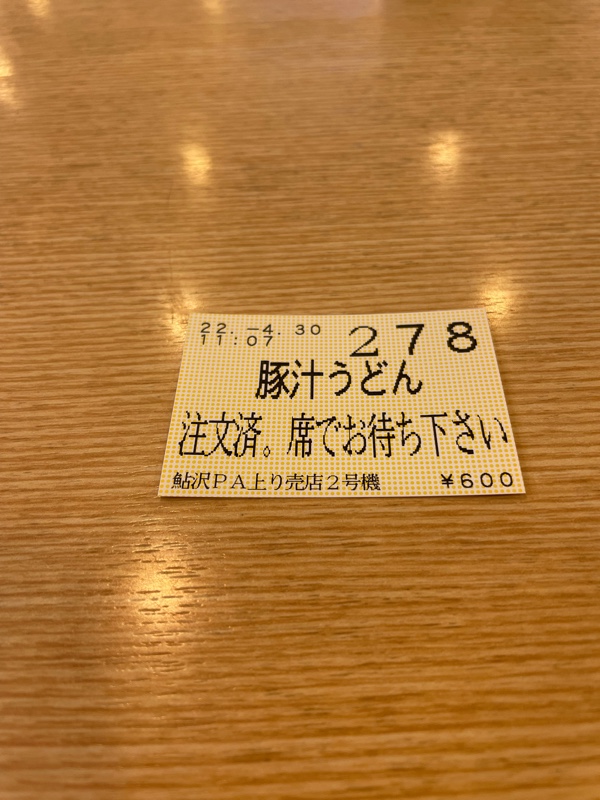 22.-4.30
11:07
278
豚汁うどん
注文済。席でお待ち下さい
鮎沢PA上り売店2号機 ¥600